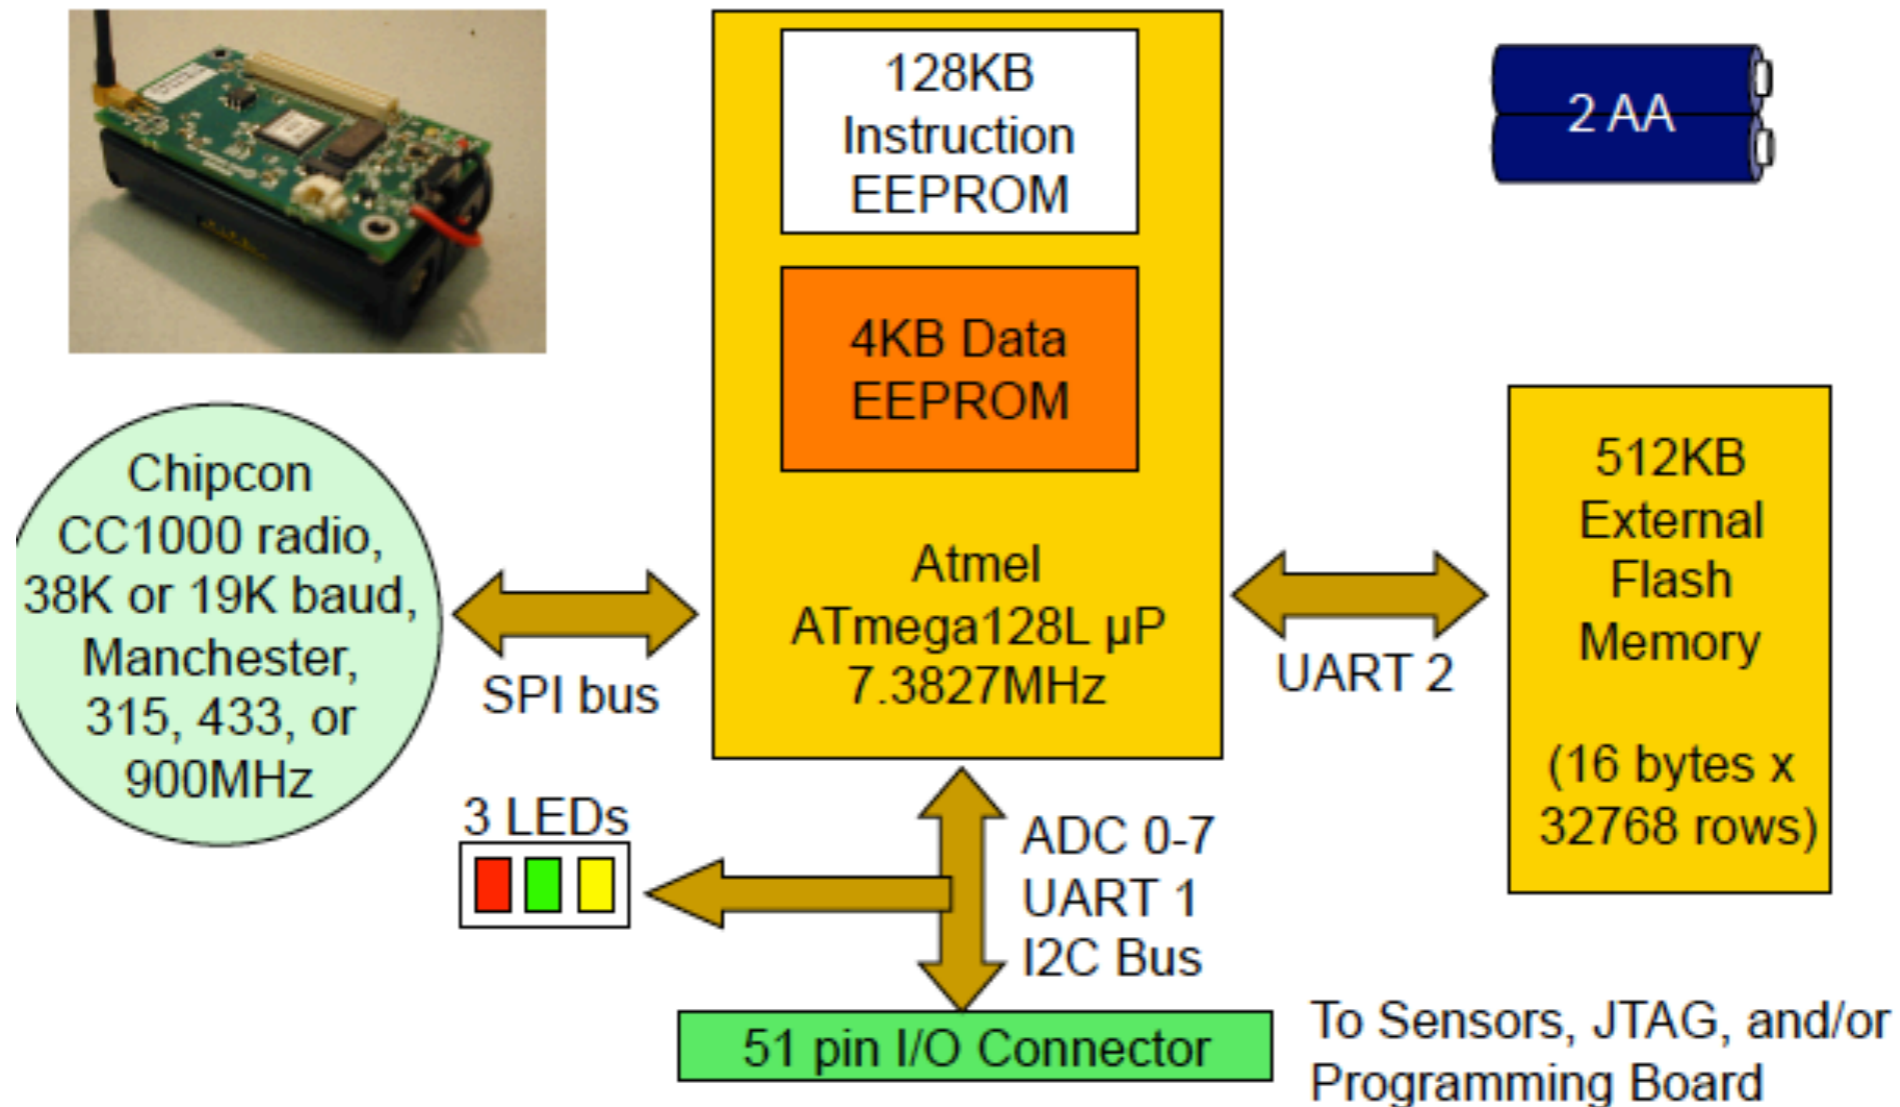 128KB
Instruction
EEPROM
2 AA
4KB Data
EEPROM
Chipcon
CC1000 radio,
38K or 19K baud,
Manchester,
315, 433, or
900MHz
SPI bus
Atmel
ATmega128L µP
7.3827MHz
UART 2
512KB
External
Flash
Memory
(16 bytes x
32768 rows)
3 LEDs
ADC 0-7
UART 1
I2C Bus
51 pin I/O Connector
To Sensors, JTAG, and/or
Programming Board